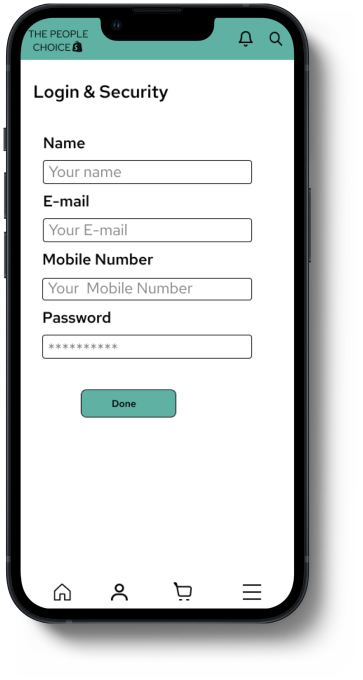 THE PEOPLE
CHOICE
Login & Security
Name
Your name
E-mail
Your E-mail
Mobile Number
Your Mobile Number
Password
**********
Done